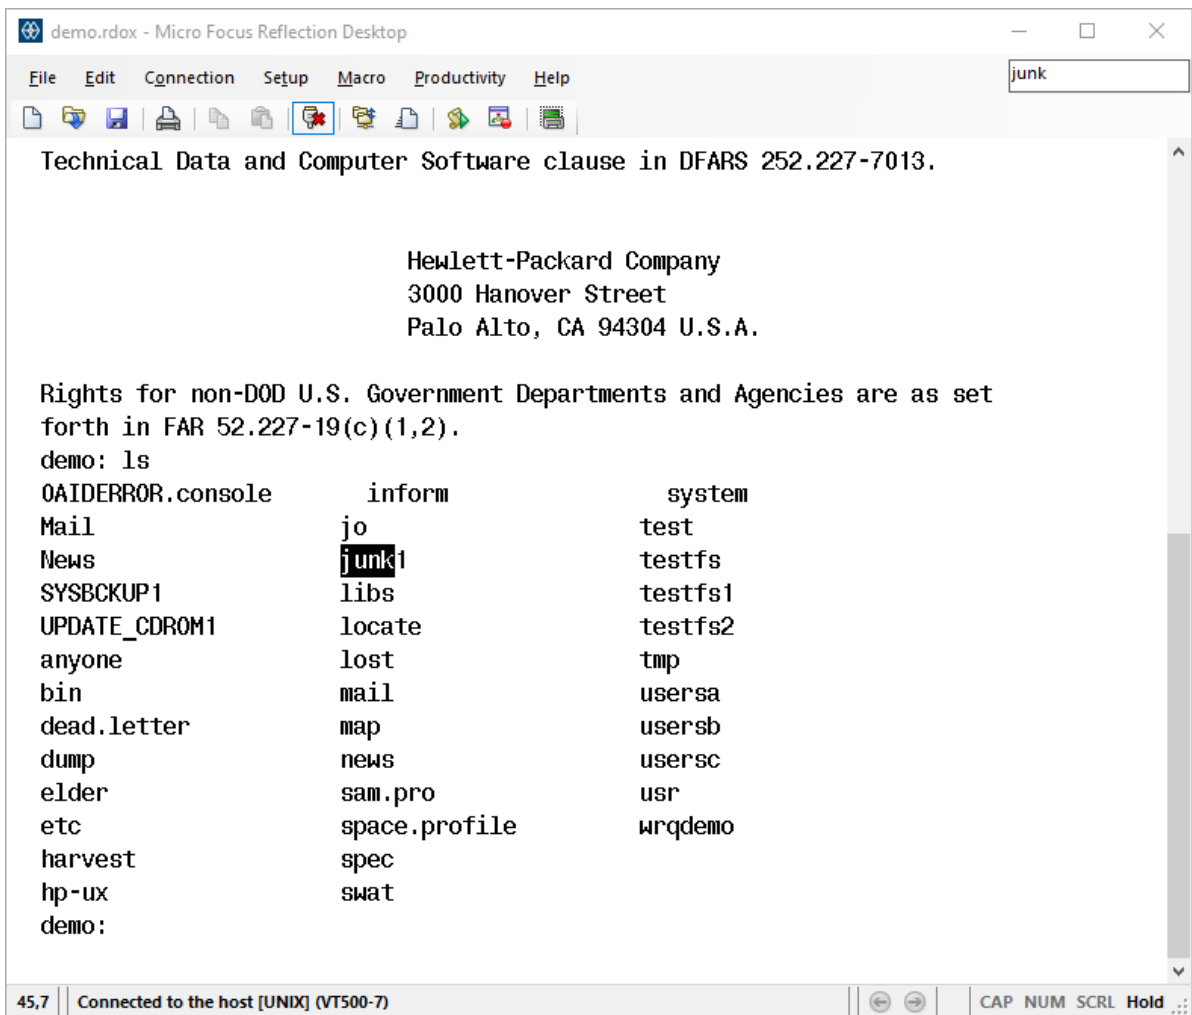 demo.rdox - Micro Focus Reflection Desktop
File Edit Connection Setup Macro Productivity Help junk
Technical Data and Computer Software clause in DFARS 252.227-7013.
Hewlett-Packard Company
3000 Hanover Street
Palo Alto, CA 94304 U.S.A.
Rights for non-DOD U.S. Government Departments and Agencies are as set
forth in FAR 52.227-19(c)(1,2).
demo: ls
OAIDERROR.console inform system
Mail jo test
News junk1 testfs
SYSBCKUP1 libs testfs1
UPDATE_CDROM1 locate testfs2
anyone lost tmp
bin mail usersa
dead.letter map usersb
dump news usersc
elder sam.pro usr
etc space.profile wrqdemo
harvest spec
hp-ux swat
demo:
45,7 Connected to the host [UNIX] (VT500-7) CAP NUM SCRL Hold